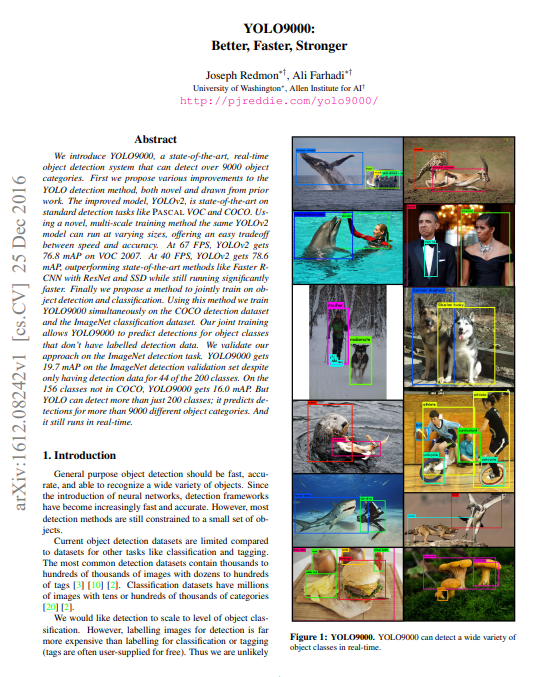 YOLO9000:
Better, Faster, Stronger
Joseph Redmon*†, Ali Farhadi*†
University of Washington*, Allen Institute for AI†
http://pjreddie.com/yolo9000/
arXiv:1612.08242v1 [cs.CV] 25 Dec 2016
Abstract
We introduce YOLO9000, a state-of-the-art, real-time
object detection system that can detect over 9000 object
categories. First we propose various improvements to the
YOLO detection method, both novel and drawn from prior
work. The improved model, YOLOv2, is state-of-the-art on
standard detection tasks like PASCAL VOC and COCO. Us-
ing a novel, multi-scale training method the same YOLOv2
model can run at varying sizes, offering an easy tradeoff
between speed and accuracy. At 67 FPS, YOLOv2 gets
76.8 mAP on VOC 2007. At 40 FPS, YOLOv2 gets 78.6
mAP, outperforming state-of-the-art methods like Faster R-
CNN with ResNet and SSD while still running significantly
faster. Finally we propose a method to jointly train on ob-
ject detection and classification. Using this method we train
YOLO9000 simultaneously on the COCO detection dataset
and the ImageNet classification dataset. Our joint training
allows YOLO9000 to predict detections for object classes
that don't have labelled detection data. We validate our
approach on the ImageNet detection task. YOLO9000 gets
19.7 mAP on the ImageNet detection validation set despite
only having detection data for 44 of the 200 classes. On the
156 classes not in COCO, YOLO9000 gets 16.0 mAP. But
YOLO can detect more than just 200 classes; it predicts de-
tections for more than 9000 different object categories. And
it still runs in real-time.
1. Introduction
General purpose object detection should be fast, accu-
rate, and able to recognize a wide variety of objects. Since
the introduction of neural networks, detection frameworks
have become increasingly fast and accurate. However, most
detection methods are still constrained to a small set of ob-
jects.
Current object detection datasets are limited compared
to datasets for other tasks like classification and tagging.
The most common detection datasets contain thousands to
hundreds of thousands of images with dozens to hundreds
of tags [3] [10] [2]. Classification datasets have millions
of images with tens or hundreds of thousands of categories
[20] [2].
We would like detection to scale to level of object clas-
sification. However, labelling images for detection is far
more expensive than labelling for classification or tagging
(tags are often user-supplied for free). Thus we are unlikely
Figure 1: YOLO9000. YOLO9000 can detect a wide variety of
object classes in real-time.